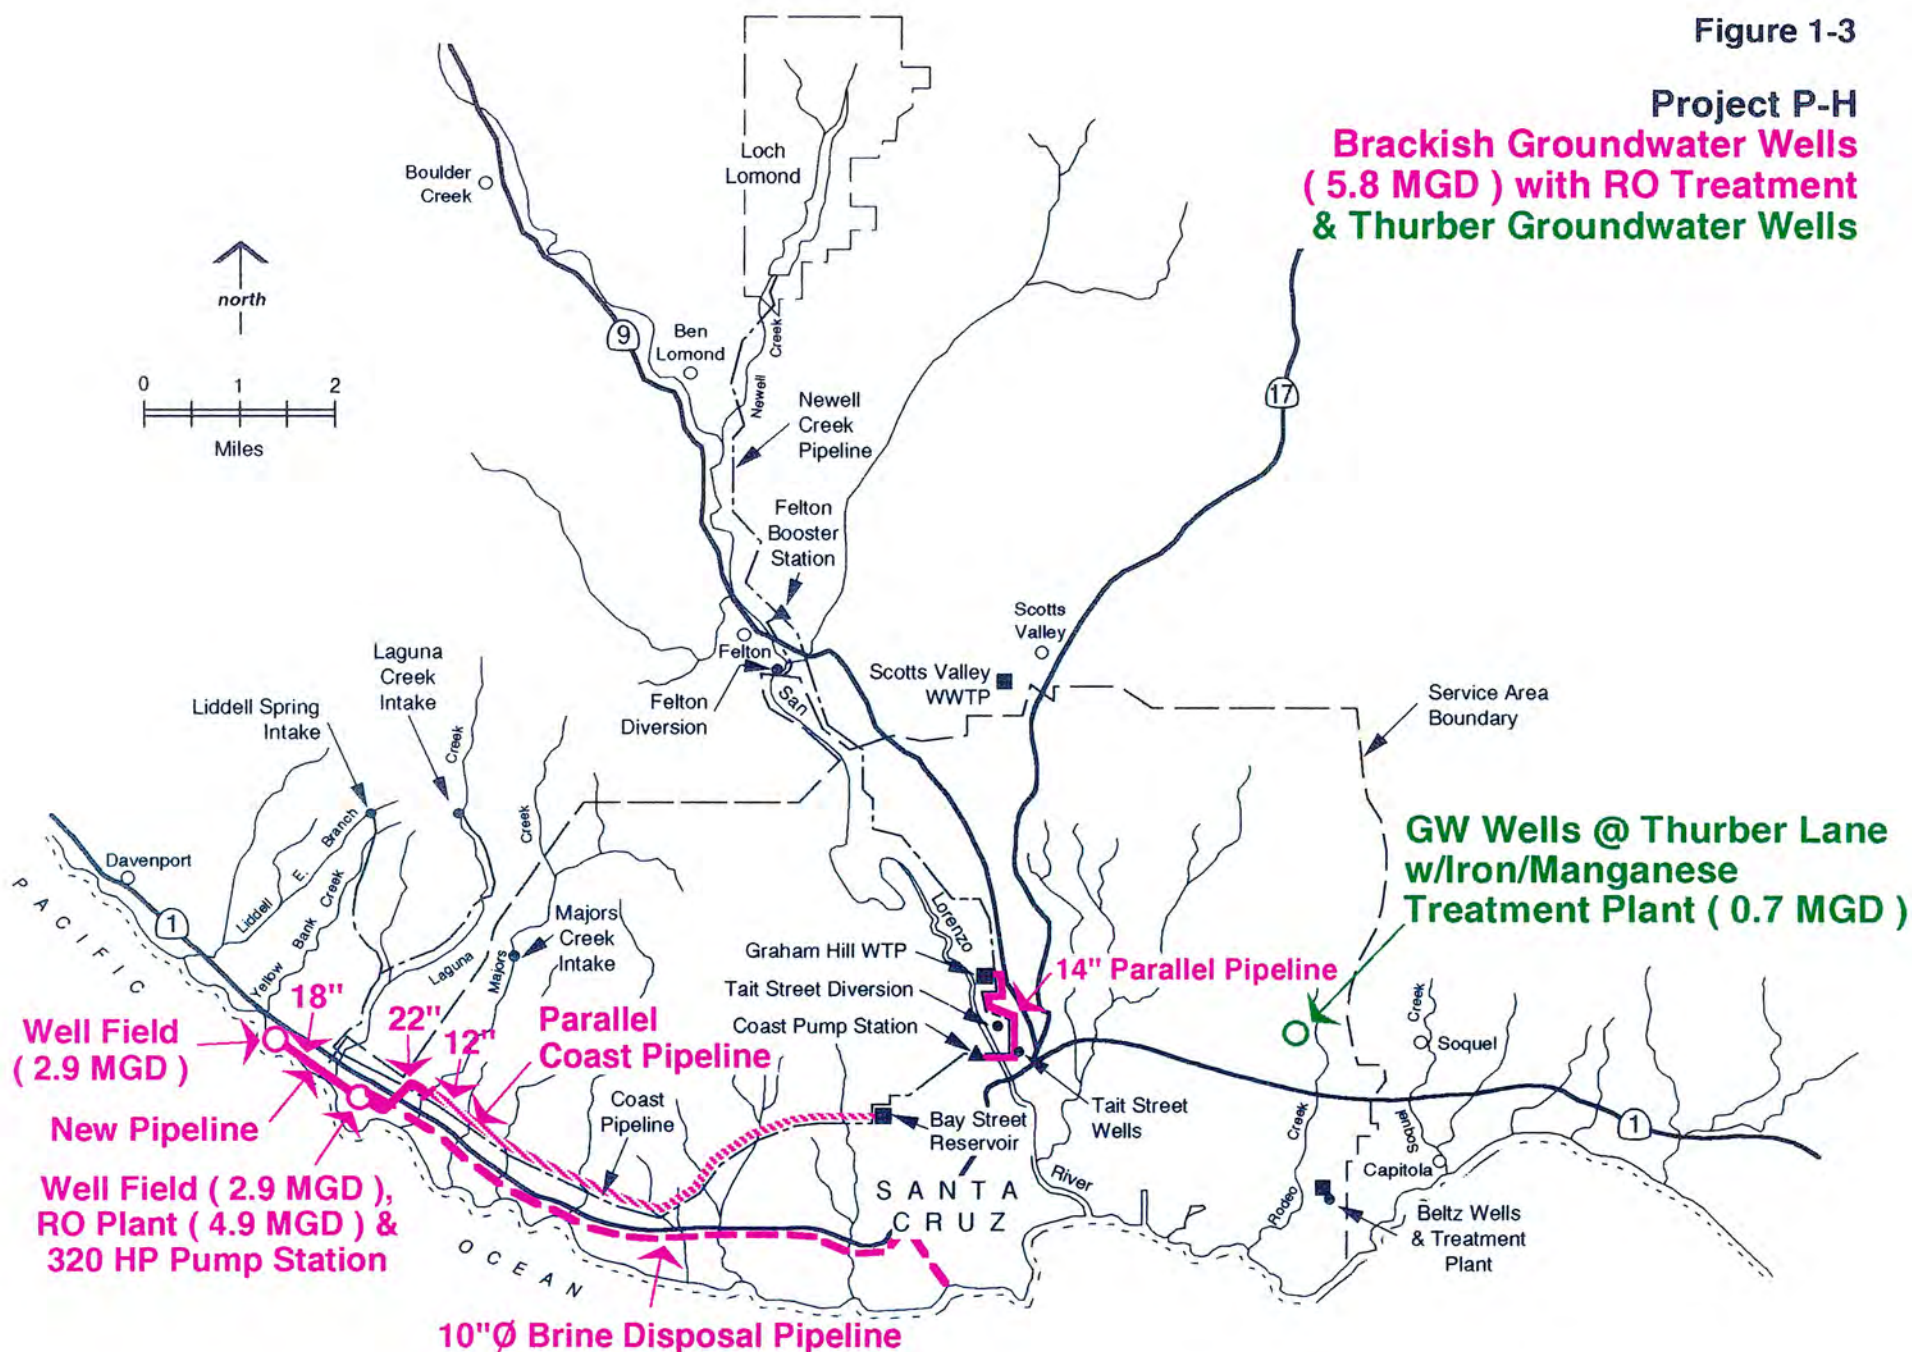 Figure 1-3
Project P-H
Brackish Groundwater Wells
( 5.8 MGD ) with RO Treatment
& Thurber Groundwater Wells
Loch
Lomond
Boulder
Creek
north
9
Ben
Lomond
Creek
Newell
17
0 1 2
Miles
Newell
Creek
Pipeline
Felton
Booster
Station
Scotts
Valley
Felton
Scotts Valley
WWTP
Felton
Diversion
San
Lorenzo
River
Service Area
Boundary
Laguna
Creek
Intake
Liddell Spring
Intake
Creek
Laguna
Creek
Majors
Liddell
E.
Branch
Yellow
Bank
Creek
Davenport
1
PACIFIC
OCEAN
Majors
Creek
Intake
GW Wells @ Thurber Lane
w/Iron/Manganese
Treatment Plant ( 0.7 MGD )
Graham Hill WTP
Tait Street Diversion
Coast Pump Station
14" Parallel Pipeline
18"
22"
12"
Parallel
Coast Pipeline
Well Field
( 2.9 MGD )
New Pipeline
Coast
Pipeline
Bay Street
Reservoir
Tait Street
Wells
Creek
Soquel
Soquel
Creek
Rodeo
Capitola
1
Well Field ( 2.9 MGD ),
RO Plant ( 4.9 MGD ) &
320 HP Pump Station
SANTA
CRUZ
Beltz Wells
& Treatment
Plant
10"Ø Brine Disposal Pipeline